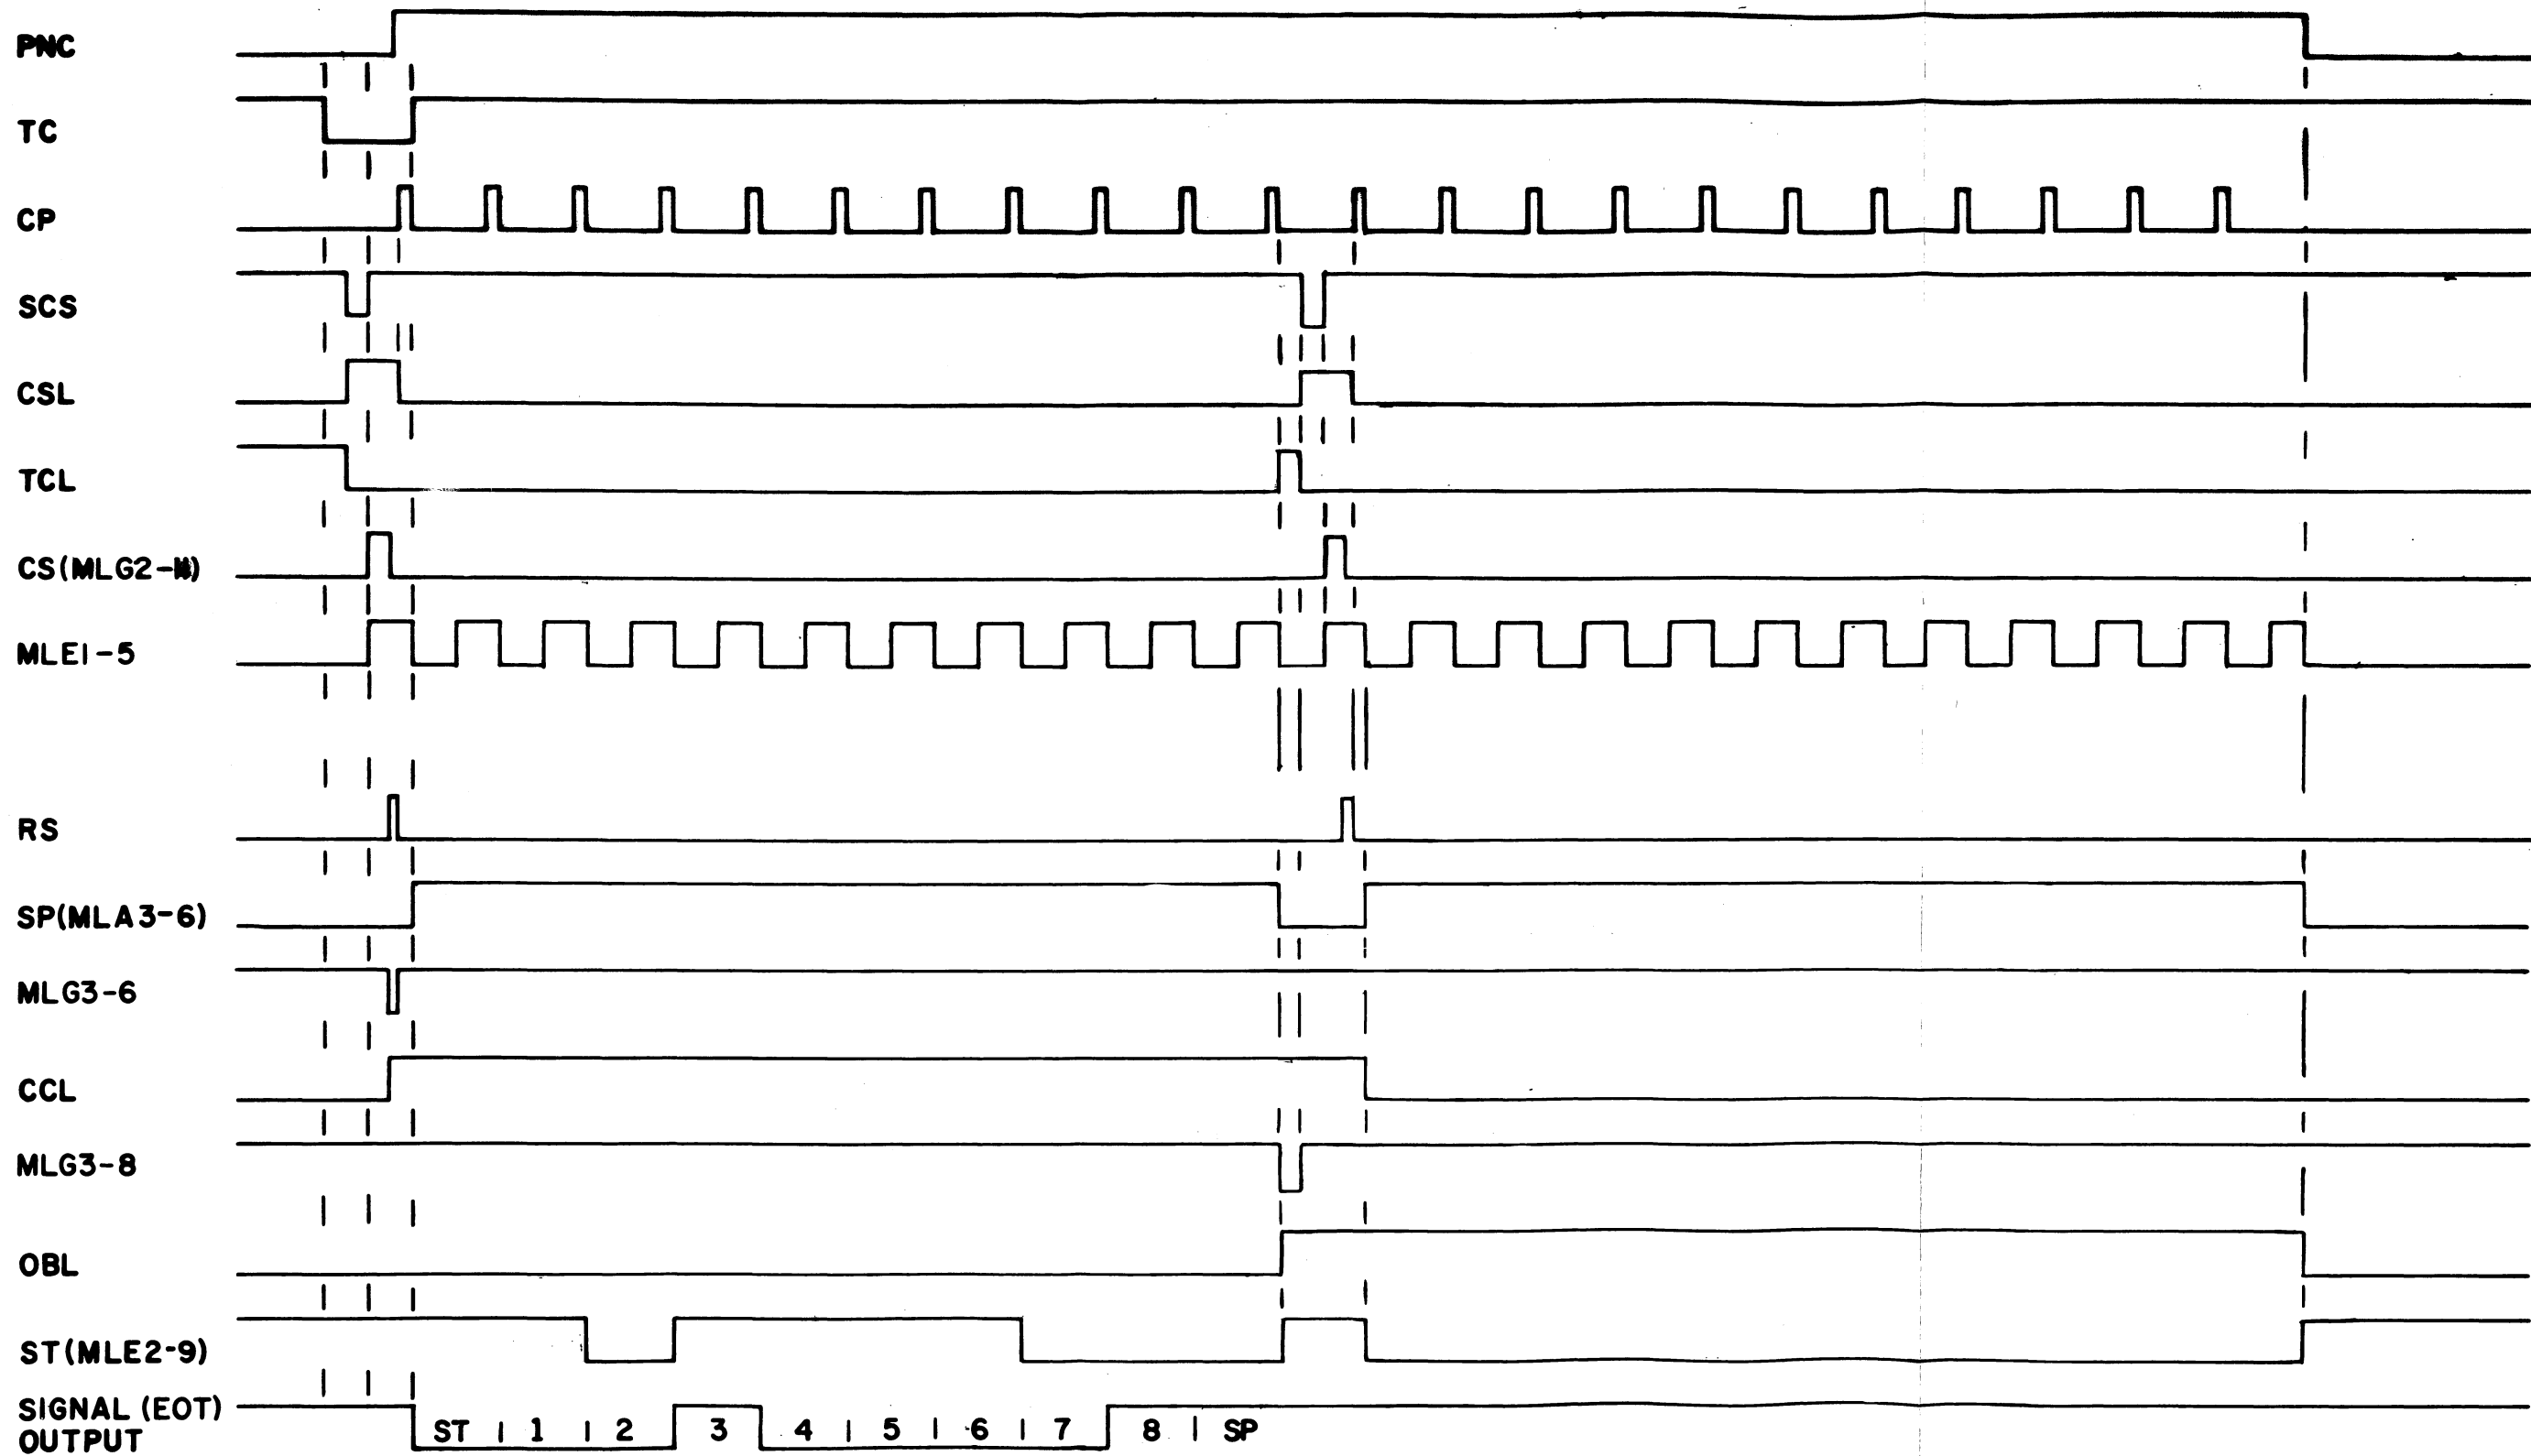 PNC
TC
CP
SCS
CSL
TCL
CS(MLG2-
MLE1-5
RS
SP(MLA3-6)
MLG3-6
CCL
MLG3-8
OBL
ST(MLE2-9)
SIGNAL (EOT)
OUTPUT
ST 1 2 3 4 5 6 7 8 SP